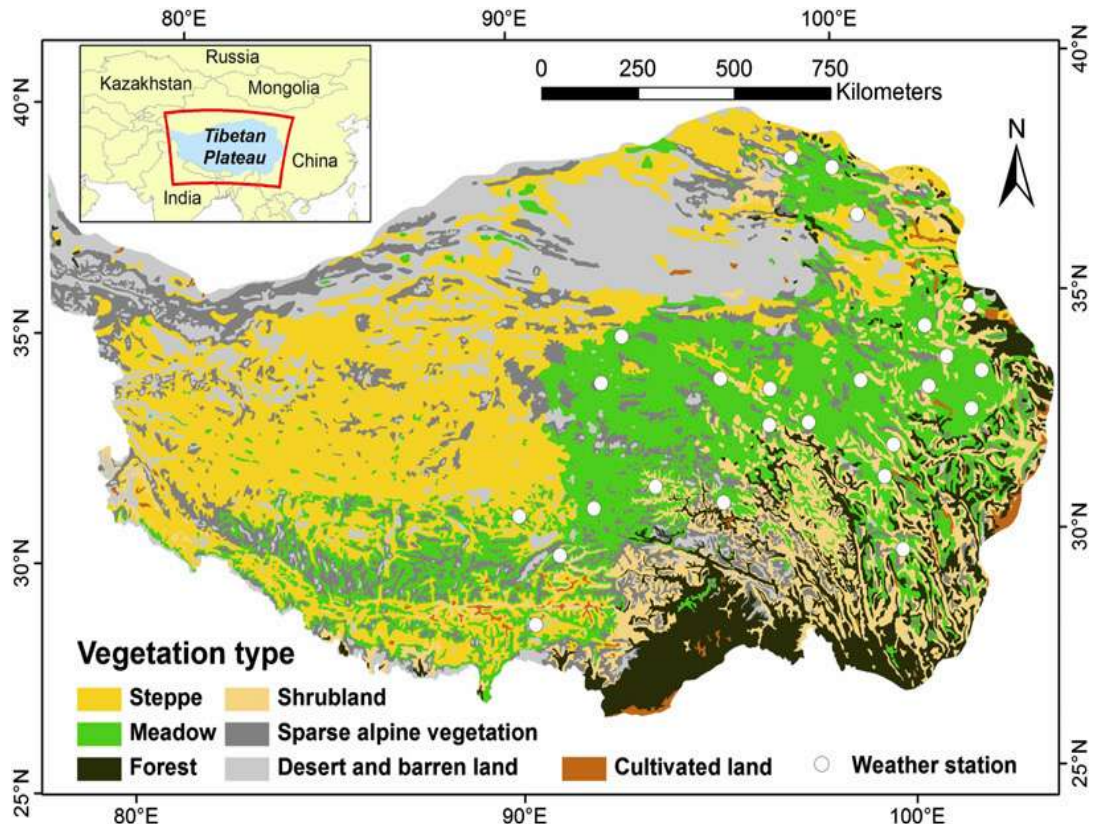 80°E
90°E
100°E
Russia
Kazakhstan
Mongolia
Tibetan
Plateau
China
India
0
250
500
750
Kilometers
N
40°N
40°N
35°N
35°N
30°N
30°N
25°N
25°N
Vegetation type
Steppe
Shrubland
Meadow
Sparse alpine vegetation
Forest
Desert and barren land
Cultivated land
Weather station
80°E
90°E
100°E